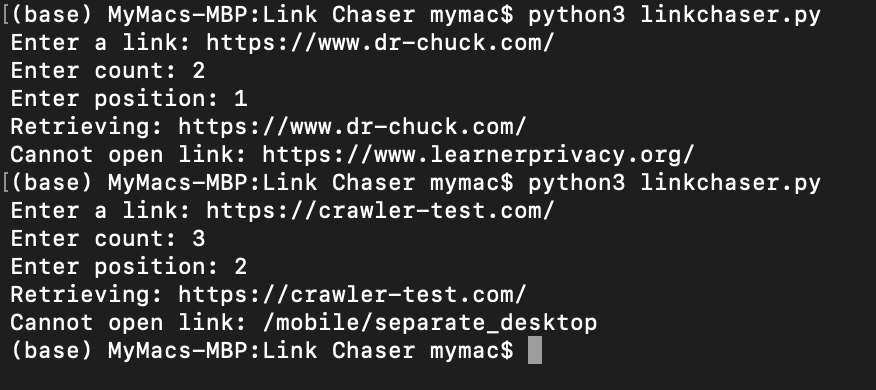 [(base) MyMacs-MBP:Link Chaser mymac$ python3 linkchaser.py
Enter a link: https://www.dr-chuck.com/
Enter count: 2
Enter position: 1
Retrieving: https://www.dr-chuck.com/
Cannot open link: https://www.learnerprivacy.org/
[(base) MyMacs-MBP:Link Chaser mymac$ python3 linkchaser.py
Enter a link: https://crawler-test.com/
Enter count: 3
Enter position: 2
Retrieving: https://crawler-test.com/
Cannot open link: /mobile/separate_desktop
(base) MyMacs-MBP:Link Chaser mymac$